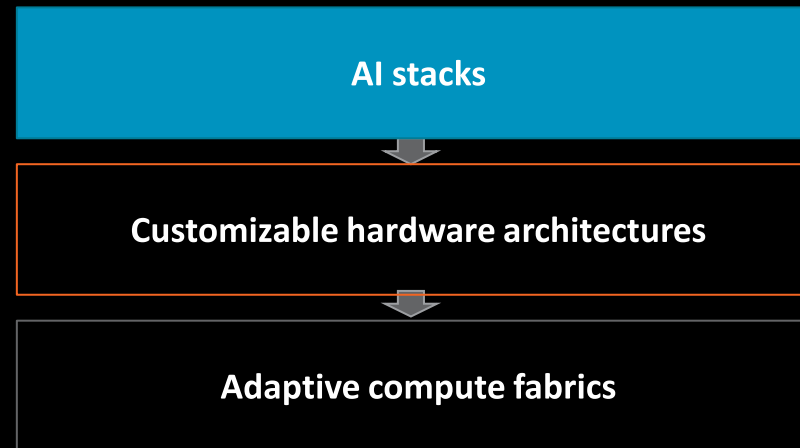 AI stacks
Customizable hardware architectures
Adaptive compute fabrics